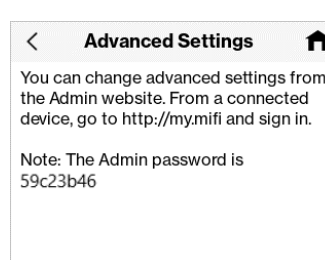 Advanced Settings
You can change advanced settings from
the Admin website. From a connected
device, go to http://my.mifi and sign in.
Note: The Admin password is
59c23b46